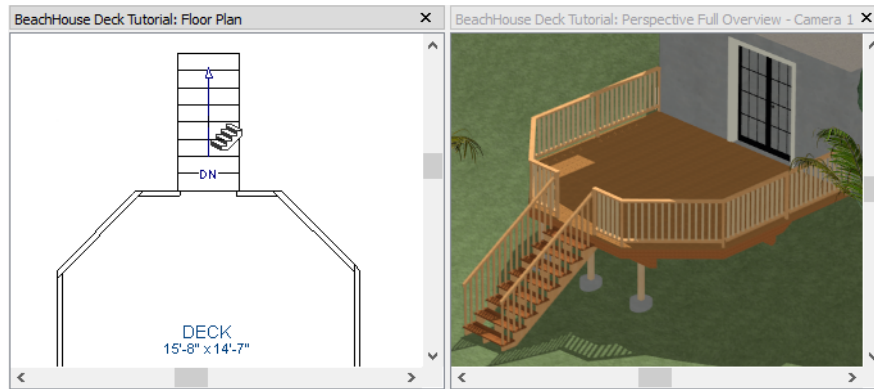 BeachHouse Deck Tutorial: Floor Plan
BeachHouse Deck Tutorial: Perspective Full Overview - Camera 1
DN
DECK
15'-8" x 14'-7"